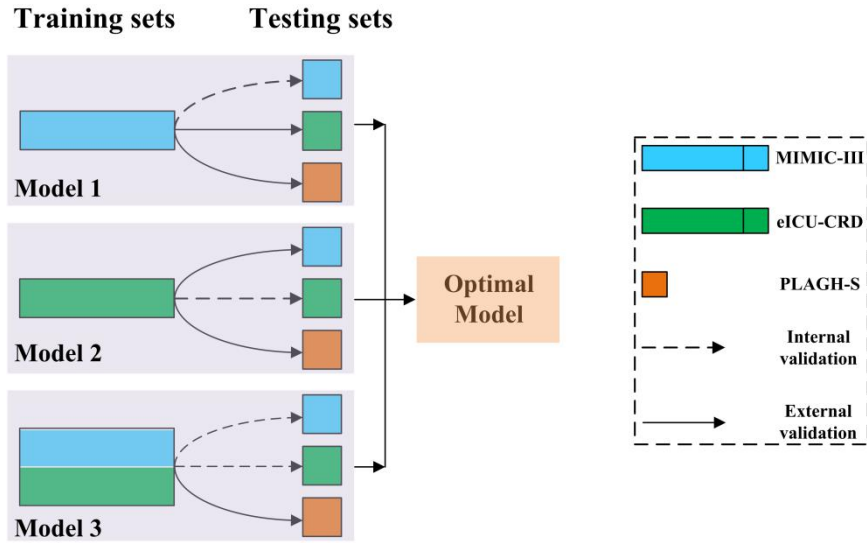 Training sets
Testing sets
Model 1
Model 2
Model 3
Optimal
Model
MIMIC-III
eICU-CRD
PLAGH-S
Internal
validation
External
validation